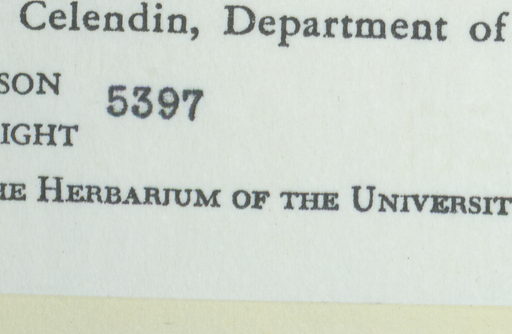 Celendin, Department of
SON
5397
IGHT
HE HERBARIUM OF THE UNIVERSIT